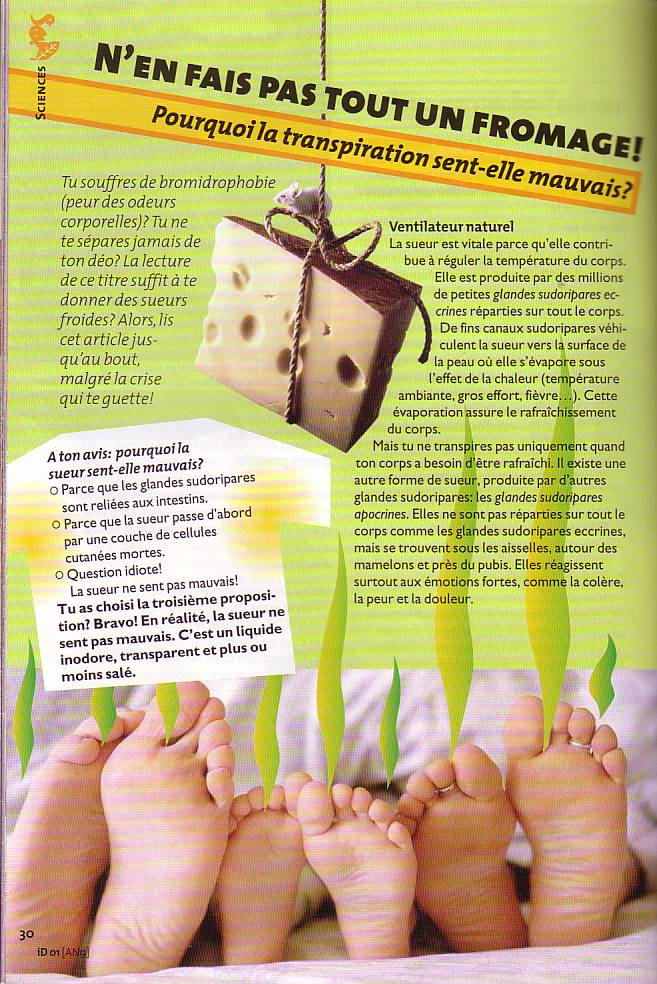 SCIENCES
N'EN FAIS PAS TOUT UN FROMAGE!
Pourquoi la transpiration sent-elle mauvais?
Tu souffres de bromidrophobie
(peur des odeurs
corporelles)? Tu ne
te sépares jamais de
ton déo? La lecture
de ce titre suffit à te
donner des sueurs
froides? Alors, lis
cet article jus-
qu'au bout,
malgré la crise
qui te guette!
A ton avis: pourquoi la
sueur sent-elle mauvais?
O Parce que les glandes sudoripares
sont reliées aux intestins.
O Parce que la sueur passe d'abord
par une couche de cellules
cutanées mortes.
O Question idiote!
La sueur ne sent pas mauvais!
Tu as choisi la troisième proposi-
tion? Bravo! En réalité, la sueur ne
sent pas mauvais. C'est un liquide
inodore, transparent et plus ou
moins salé.
Ventilateur naturel
La sueur est vitale parce qu'elle contri-
bue à réguler la température du corps.
Elle est produite par des millions
de petites glandes sudoripares ec-
crines réparties sur tout le corps.
De fins canaux sudoripares véhi-
culent la sueur vers la surface de
la peau où elle s'évapore sous
l'effet de la chaleur (température
ambiante, gros effort, fièvre…). Cette
évaporation assure le rafraîchissement
du corps.
Mais tu ne transpires pas uniquement quand
ton corps a besoin d'être rafraîchi. Il existe une
autre forme de sueur, produite par d'autres
glandes sudoripares: les glandes sudoripares
apocrines. Elles ne sont pas réparties sur tout le
corps comme les glandes sudoripares eccrines,
mais se trouvent sous les aisselles, autour des
mamelons et près du pubis. Elles réagissent
surtout aux émotions fortes, comme la colère,
la peur et la douleur.
30
iD 01 [AN9]